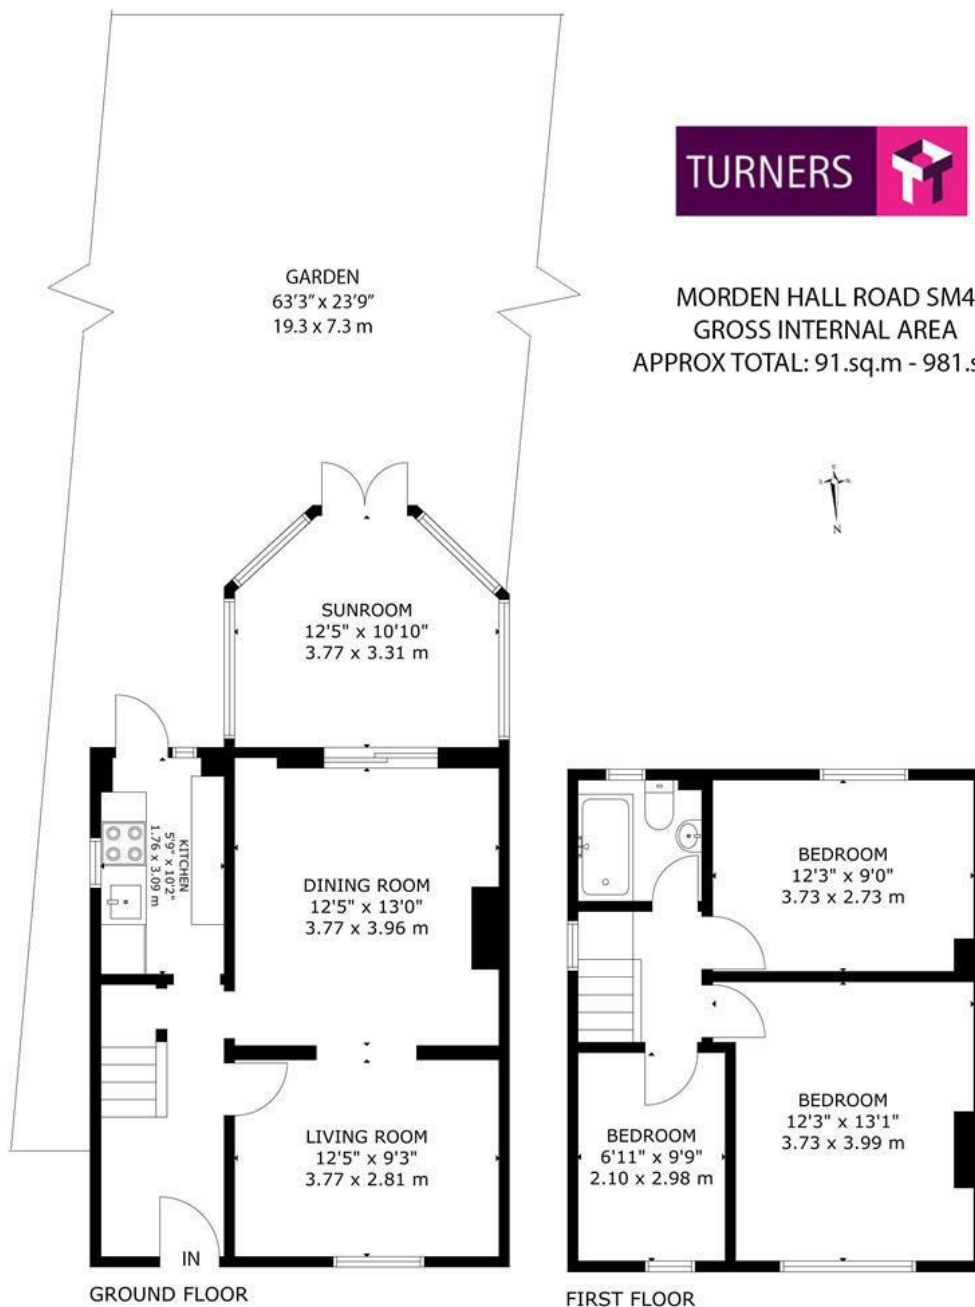 GARDEN
63'3" x 23'9"
19.3 x 7.3 m
TURNERS
MORDEN HALL ROAD SM4
GROSS INTERNAL AREA
APPROX TOTAL: 91.sq.m - 981.s
N
SUNROOM
12'5" x 10'10"
3.77 x 3.31 m
KITCHEN
5'9" x 10'2"
1.76 x 3.09 m
DINING ROOM
12'5" x 13'0"
3.77 x 3.96 m
LIVING ROOM
12'5" x 9'3"
3.77 x 2.81 m
IN
GROUND FLOOR
BEDROOM
12'3" x 9'0"
3.73 x 2.73 m
BEDROOM
12'3" x 13'1"
3.73 x 3.99 m
BEDROOM
6'11" x 9'9"
2.10 x 2.98 m
FIRST FLOOR